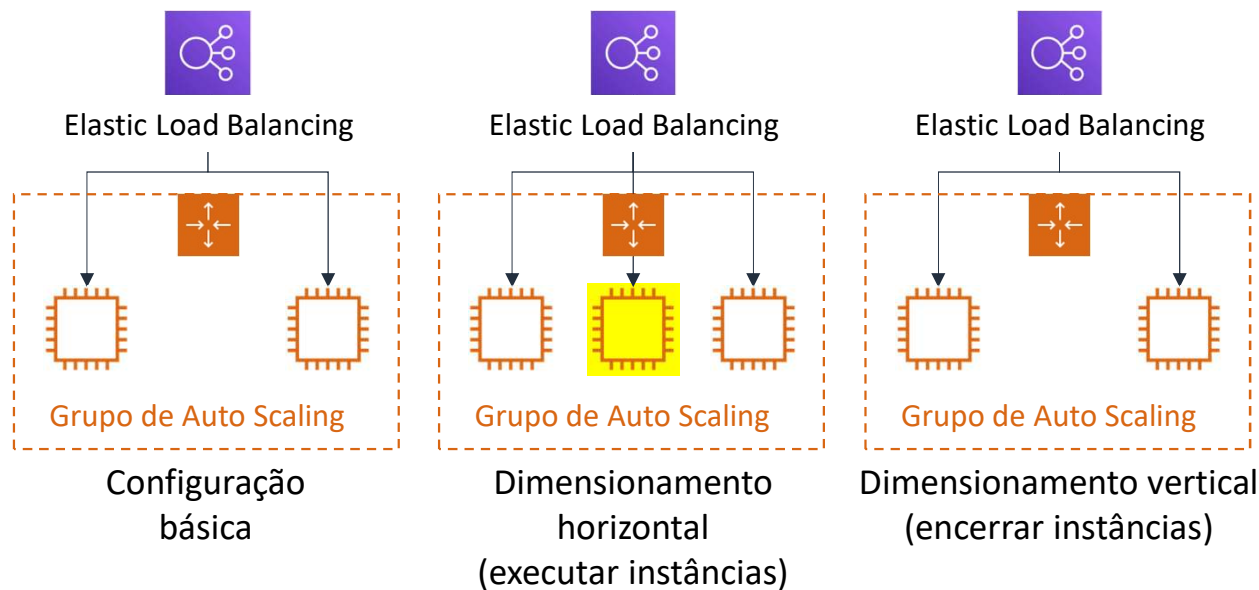 Elastic Load Balancing
Elastic Load Balancing
Elastic Load Balancing
Grupo de Auto Scaling
Grupo de Auto Scaling
Grupo de Auto Scaling
Configuração
básica
Dimensionamento
horizontal
(executar instâncias)
Dimensionamento vertical
(encerrar instâncias)